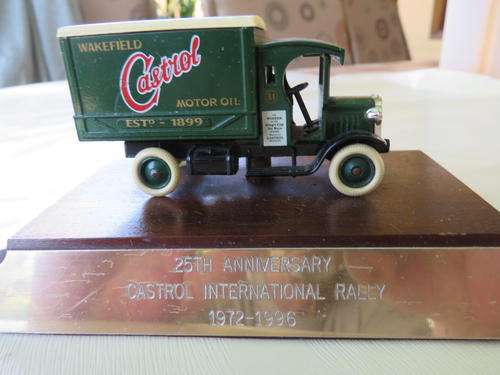 WAKEFIELD
Castrol
MOTOR OIL
ESTD - 1899
25TH ANNIVERSARY
CASTROL INTERNATIONAL RALLY
1972-1996